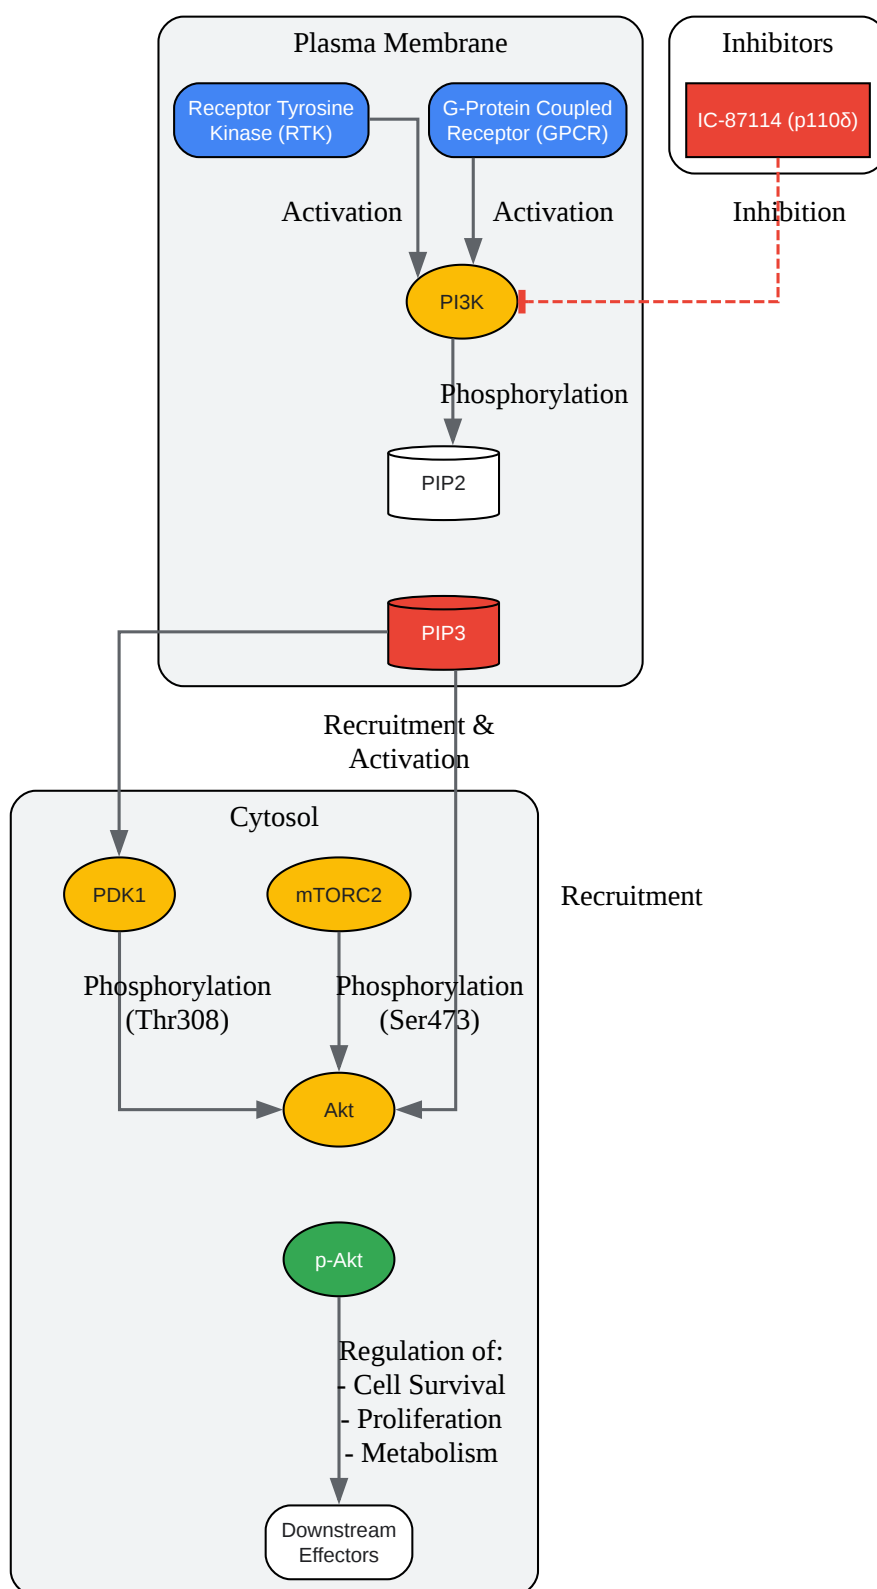 Plasma Membrane
Inhibitors
Receptor Tyrosine
Kinase (RTK)
G-Protein Coupled
Receptor (GPCR)
IC-87114 (p110δ)
Activation
Activation
Inhibition
PI3K
Phosphorylation
PIP2
PIP3
Recruitment &
Activation
Cytosol
PDK1
mTORC2
Recruitment
Phosphorylation
(Thr308)
Phosphorylation
(Ser473)
Akt
p-Akt
Regulation of:
- Cell Survival
- Proliferation
- Metabolism
Downstream
Effectors